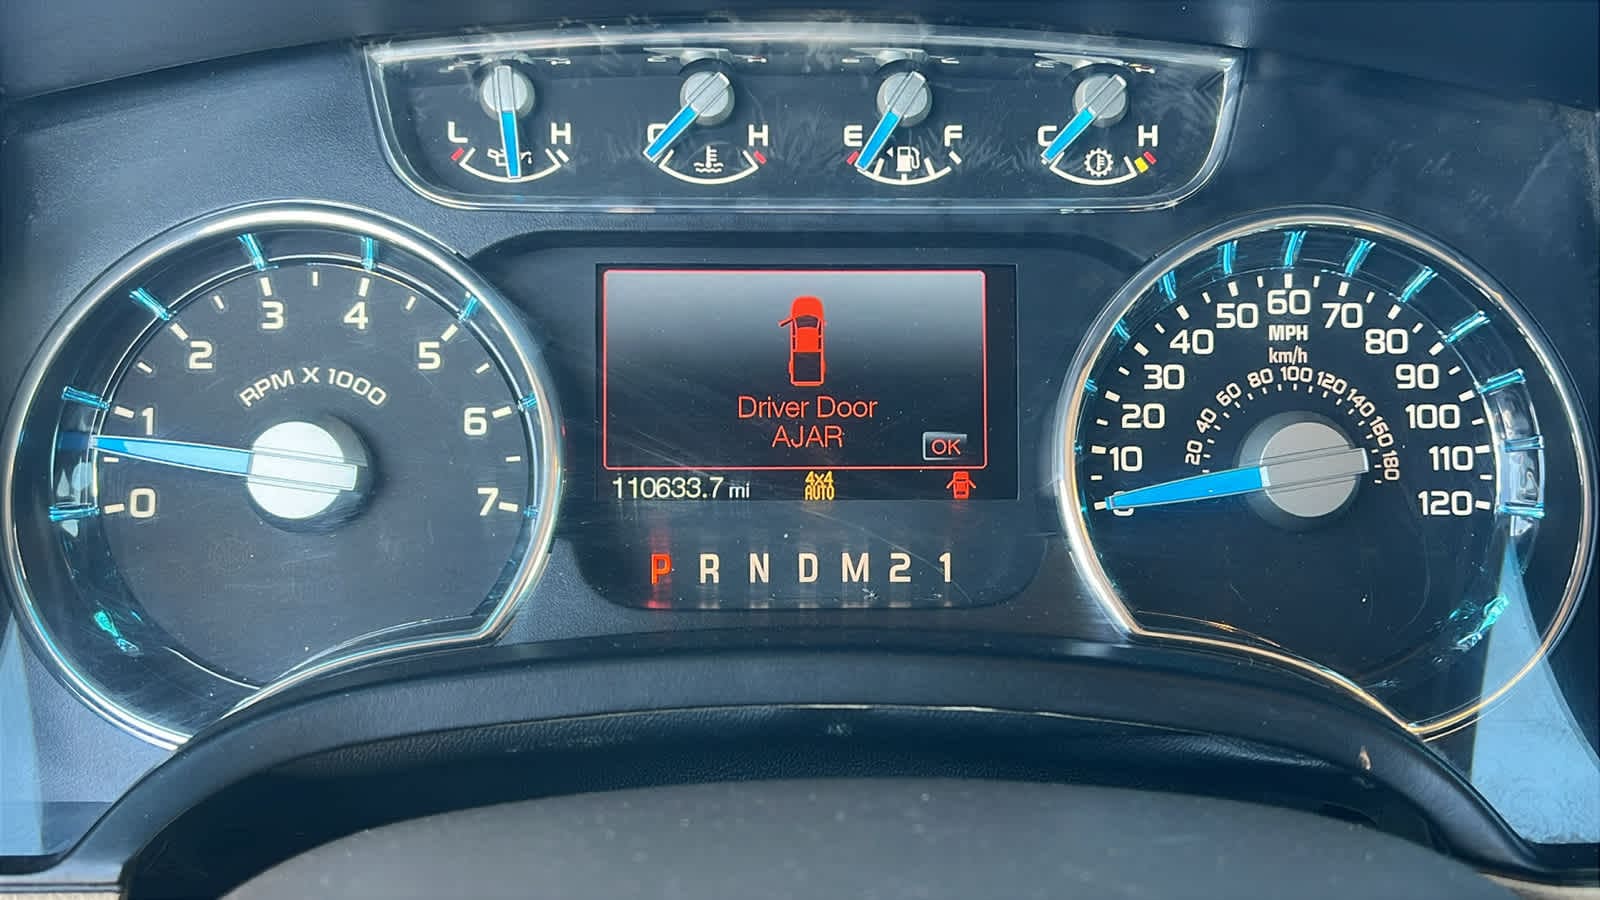 L H C H E F C H
0 1 2 3 4 5 6 7
RPM X 1000
Driver Door
AJAR
OK
110633.7 mi
4x4
AUTO
P R N D M 2 1
0 10 20 30 40 50 60 70 80 90 100 110 120
MPH
km/h
20 40 60 80 100 120 140 160 180